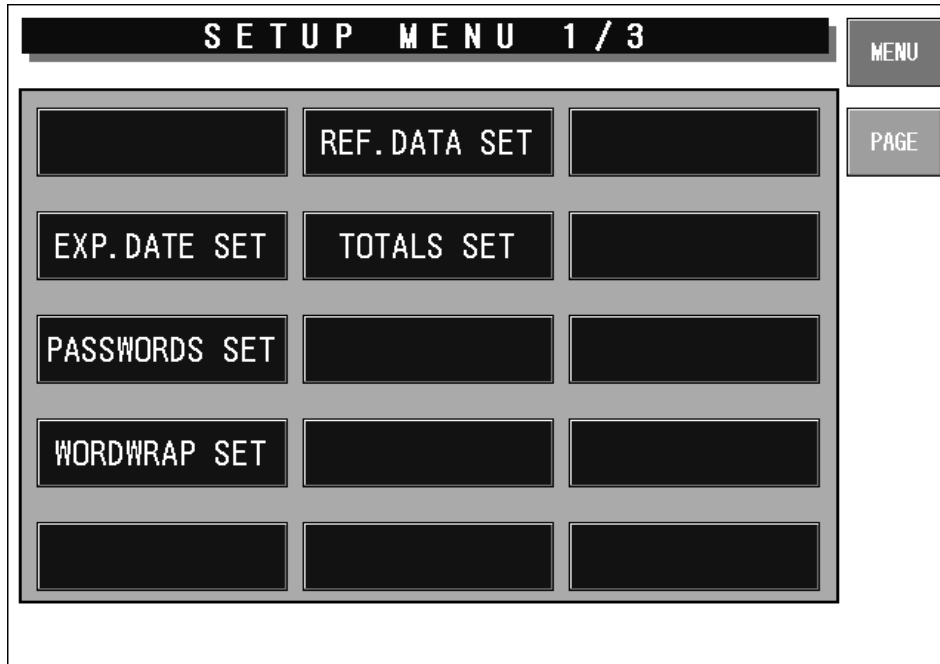 SETUP MENU 1/3
MENU
REF.DATA SET
PAGE
EXP.DATE SET
TOTALS SET
PASSWORDS SET
WORDWRAP SET